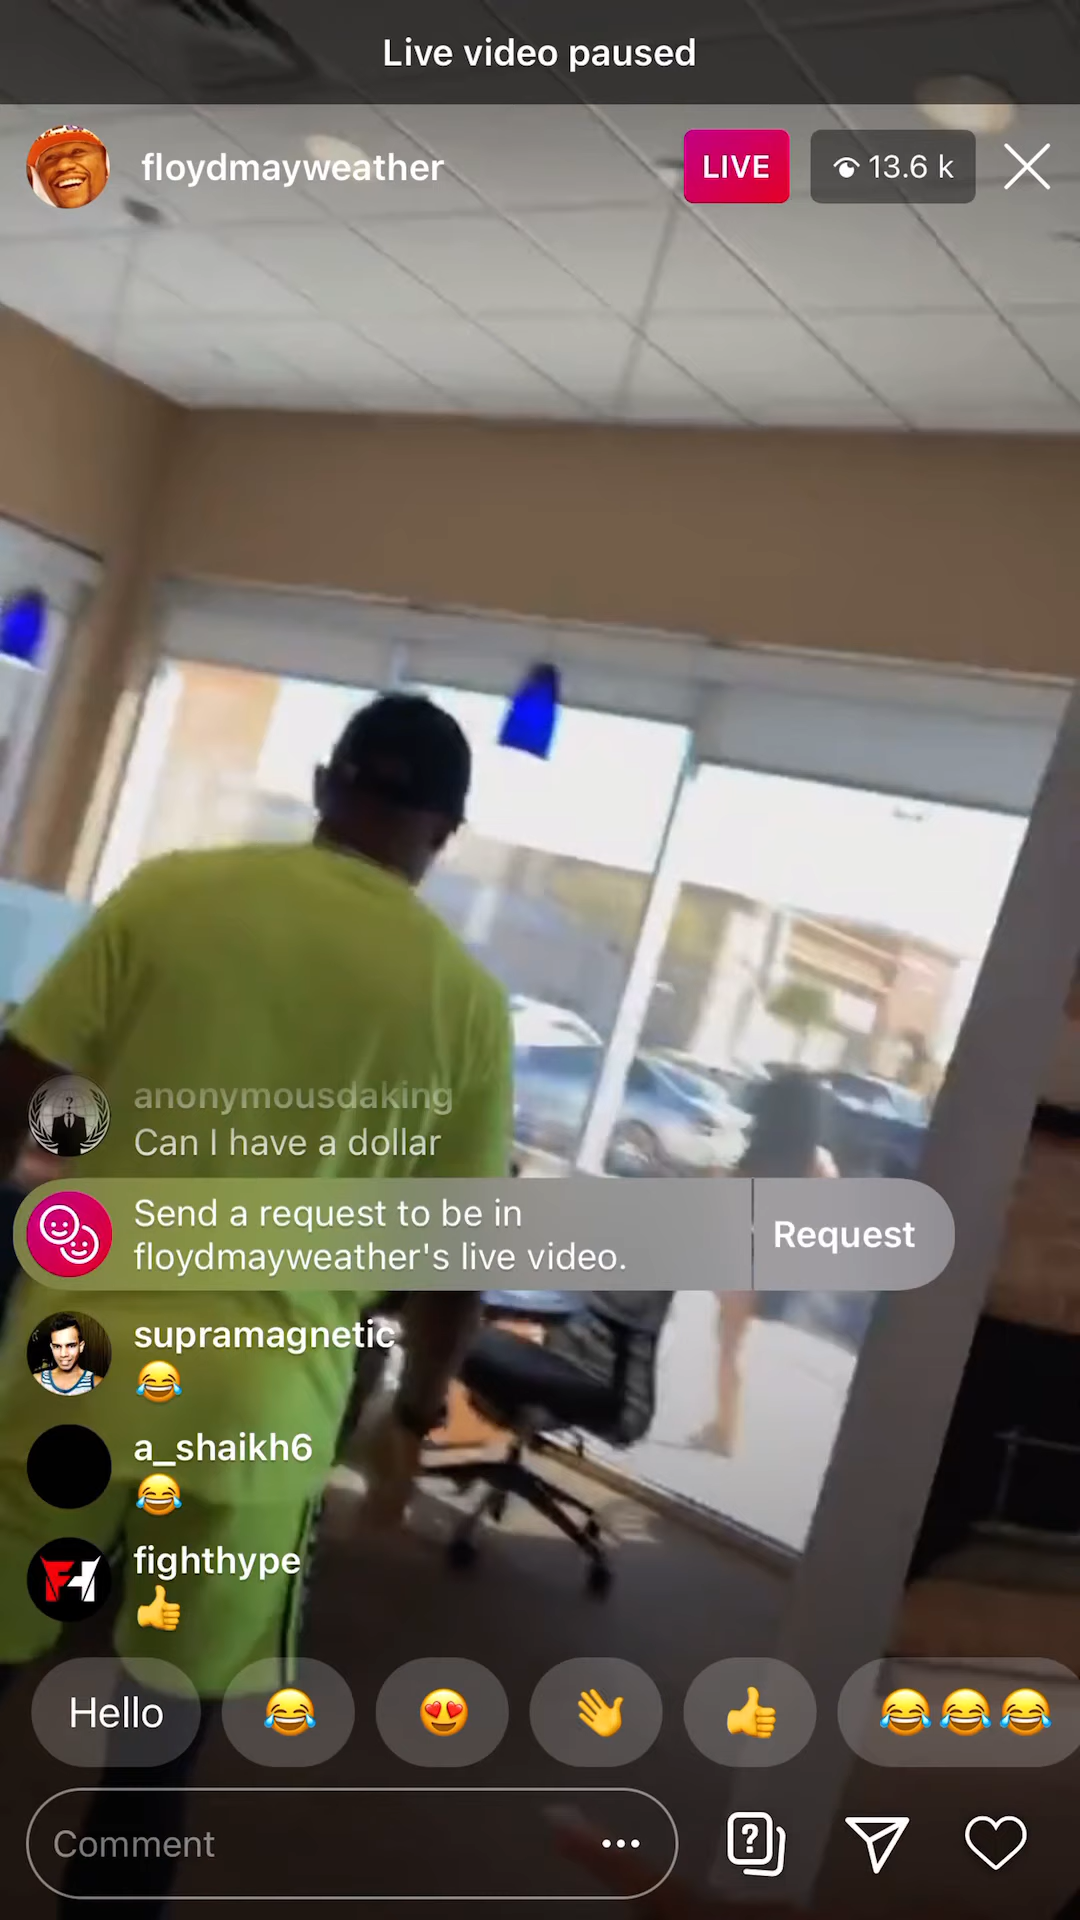 Live video paused
floydmayweather
LIVE
13.6 k
anonymousdaking
Can I have a dollar
Send a request to be in
floydmayweather's live video.
Request
supramagnetic
😂
a_shaikh6
😂
fighthype
FH
👍
Hello 😂 😍 👋 👍 😂😂😂
Comment